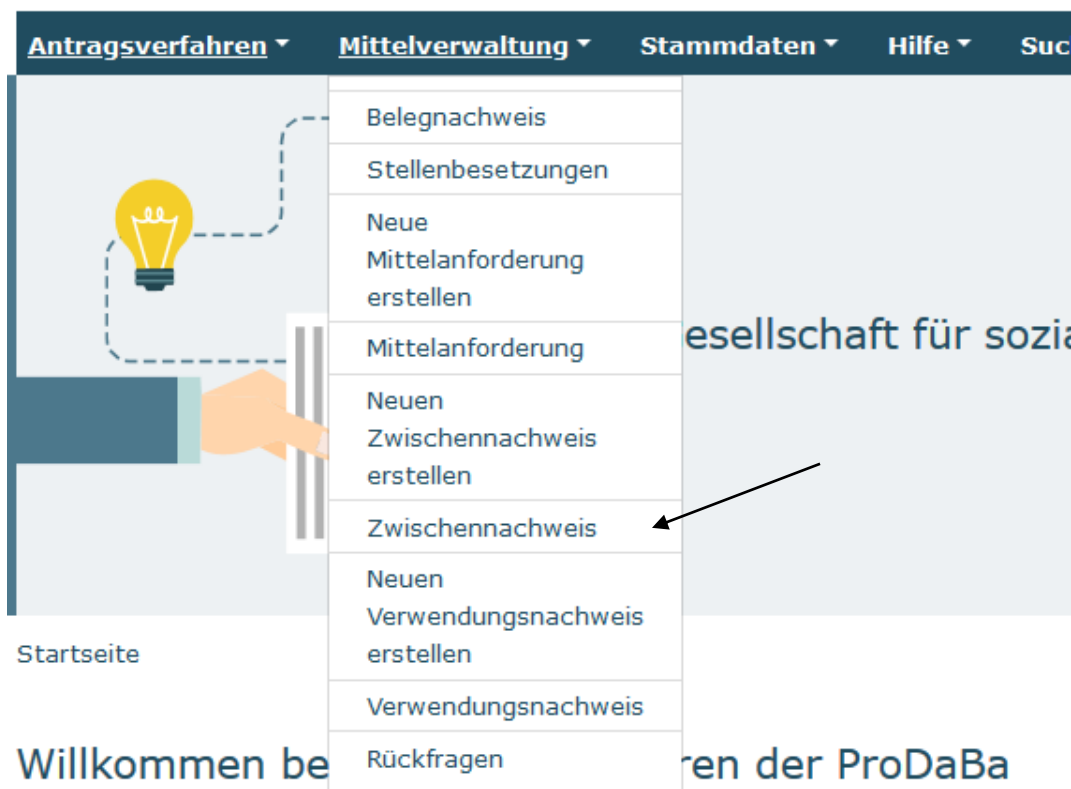 Antragsverfahren Mittelverwaltung Stammdaten Hilfe Suc
Belegnachweis
Stellenbesetzungen
Neue
Mittelanforderung
erstellen
Mittelanforderung
esellschaft für sozia
Neuen
Zwischennachweis
erstellen
Zwischennachweis
Neuen
Verwendungsnachweis
erstellen
Verwendungsnachweis
Rückfragen
Startseite
Willkommen be ren der ProDaBa